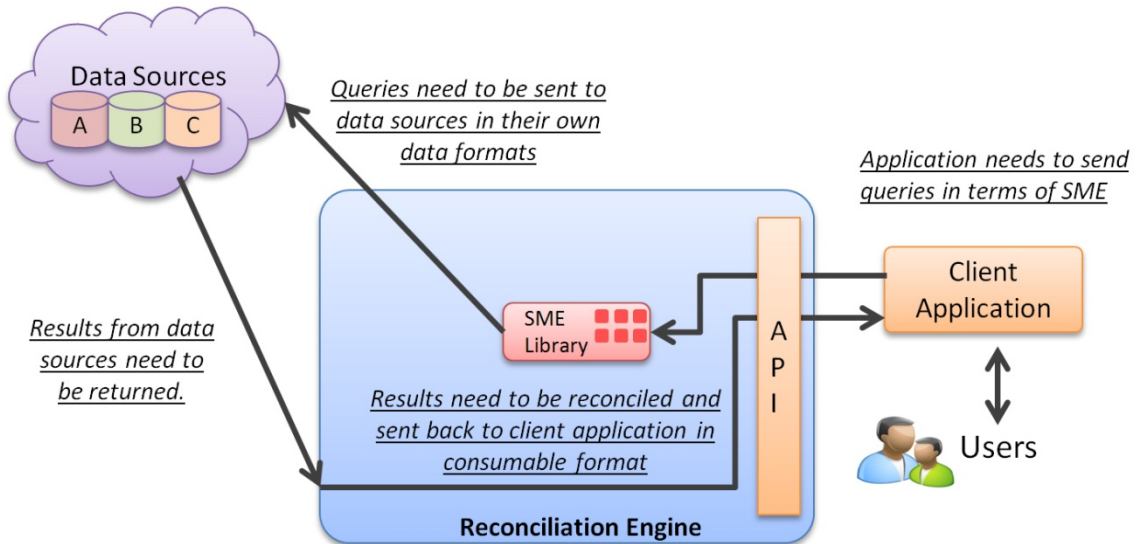 Data Sources
A B C
Queries need to be sent to
data sources in their own
data formats
Application needs to send
queries in terms of SME
Client
Application
SME
Library
API
Results from data
sources need to
be returned.
Results need to be reconciled and
sent back to client application in
consumable format
Users
Reconciliation Engine